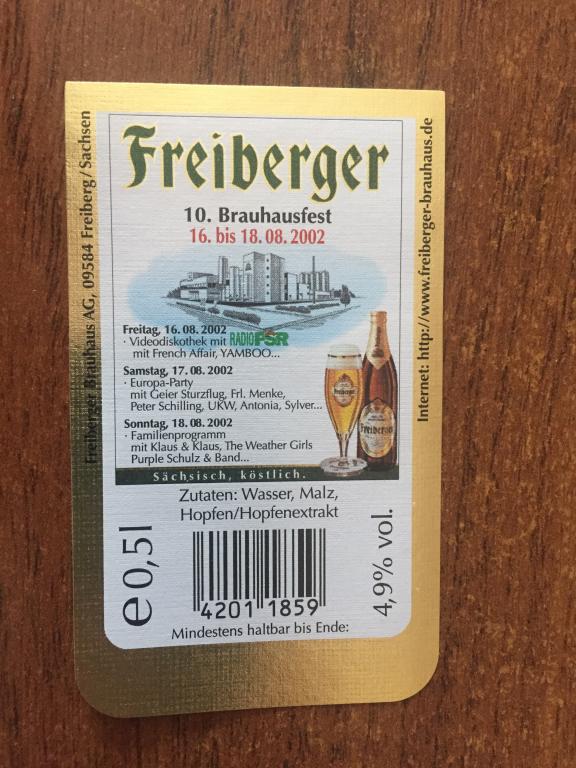 Freiberger
10. Brauhausfest
16. bis 18.08.2002
Freitag, 16.08.2002
· Videodiskothek mit RADIO PSR
mit French Affair, YAMBOO...
Samstag, 17.08.2002
· Europa-Party
mit Geier Sturzflug, Frl. Menke,
Peter Schilling, UKW, Antonia, Sylver...
Sonntag, 18.08.2002
· Familienprogramm
mit Klaus & Klaus, The Weather Girls
Purple Schulz & Band...
Freiberger
Freiberger
Sächsisch, köstlich.
Zutaten: Wasser, Malz,
Hopfen/Hopfenextrakt
e 0,5l
4,9% vol.
4201 1859
Mindestens haltbar bis Ende:
Freiberger Brauhaus AG, 09584 Freiberg/Sachsen
Internet: http://www.freiberger-brauhaus.de